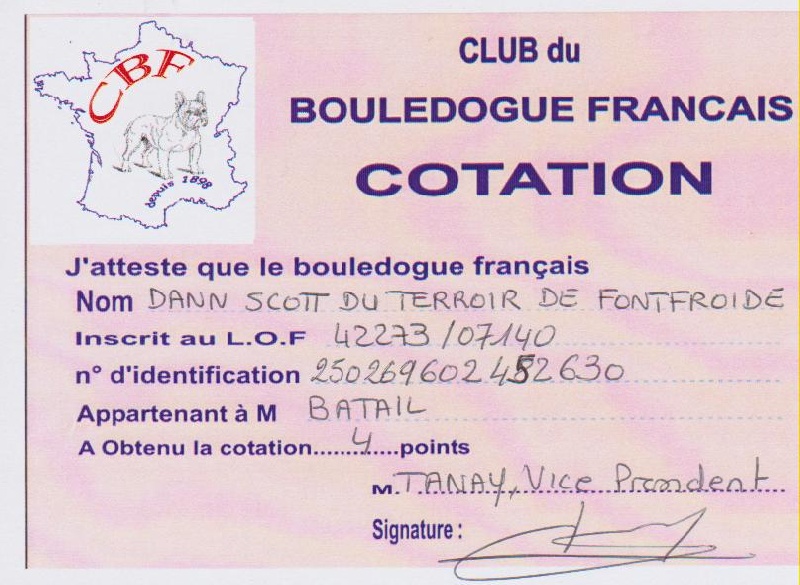 CBF
depuis 1898
CLUB du
BOULEDOGUE FRANCAIS
COTATION
J'atteste que le bouledogue français
Nom DANN SCOTT DU TERROIR DE FONTFROIDE
Inscrit au L.O.F 42273/07140
n° d'identification 250269602452630
Appartenant à M BATAIL
A Obtenu la cotation.......4....points
M. TANAY, Vice Président
Signature :